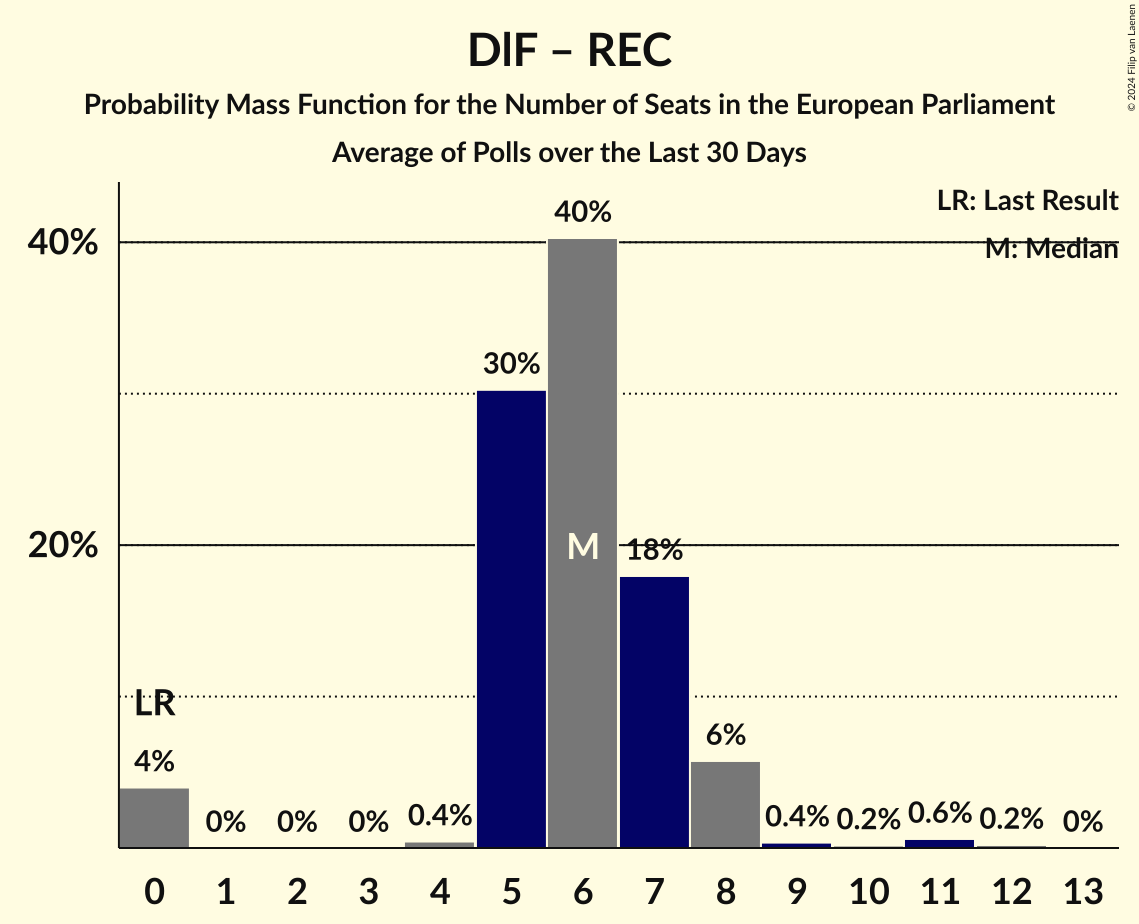 DIF – REC
Probability Mass Function for the Number of Seats in the European Parliament
Average of Polls over the Last 30 Days
© 2024 Filip van Laenen
LR: Last Result
M: Median
40%
20%
LR
4%
0%
0%
0%
0.4%
30%
40%
M
18%
6%
0.4%
0.2%
0.6%
0.2%
0%
0 1 2 3 4 5 6 7 8 9 10 11 12 13